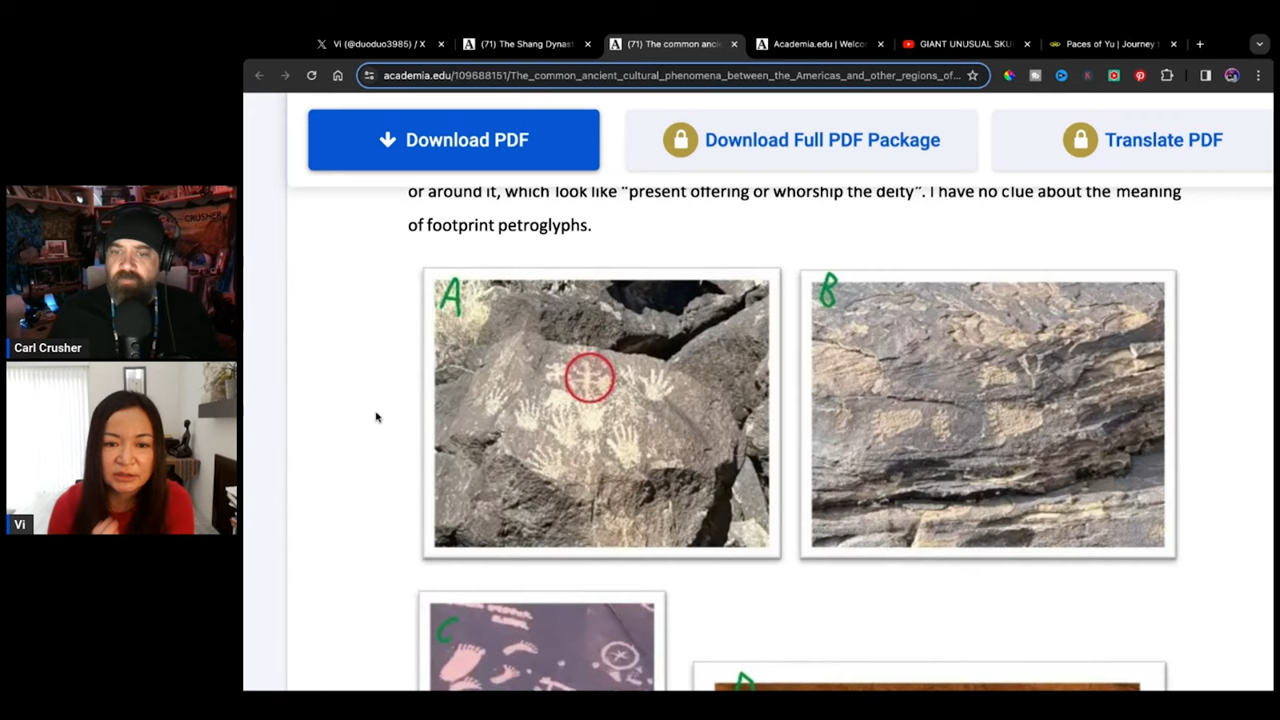 Vi (@duoduo3985) / X
(71) The Shang Dynast
(71) The common ancie
Academia.edu | Welco
GIANT UNUSUAL SKU
Paces of Yu | Journey t
academia.edu/109688151/The_common_ancient_cultural_phenomena_between_the_Americas_and_other_regions_of...
Download PDF
Download Full PDF Package
Translate PDF
or around it, which look like "present offering or whorship the deity". I have no clue about the meaning
of footprint petroglyphs.
A
B
C
D
CRUSHER
Carl Crusher
Vi